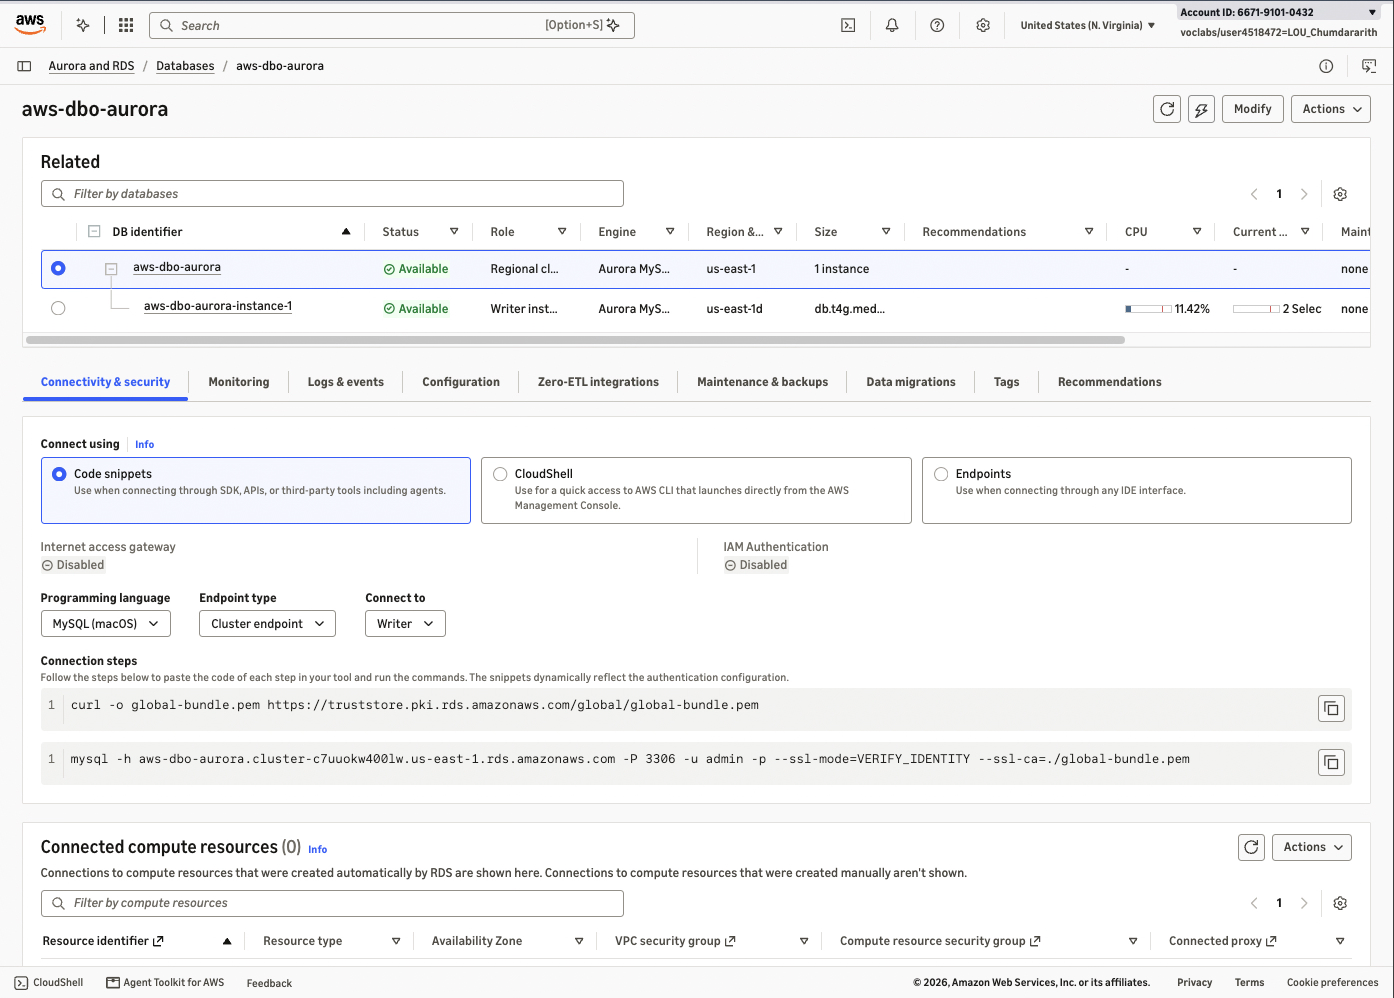 aws
Search [Option+S]
United States (N. Virginia)
Account ID: 6671-9101-0432
voclabs/user4518472=LOU_Chumdararith
Aurora and RDS / Databases / aws-dbo-aurora
aws-dbo-aurora
Modify
Actions
Related
Filter by databases
1
DB identifier Status Role Engine Region &... Size Recommendations CPU Current ... Maint
aws-dbo-aurora Available Regional cl... Aurora MyS... us-east-1 1 instance - - none
aws-dbo-aurora-instance-1 Available Writer inst... Aurora MyS... us-east-1d db.t4g.med... 11.42% 2 Selec none
Connectivity & security Monitoring Logs & events Configuration Zero-ETL integrations Maintenance & backups Data migrations Tags Recommendations
Connect using Info
Code snippets
Use when connecting through SDK, APIs, or third-party tools including agents.
CloudShell
Use for a quick access to AWS CLI that launches directly from the AWS
Management Console.
Endpoints
Use when connecting through any IDE interface.
Internet access gateway
Disabled
IAM Authentication
Disabled
Programming language Endpoint type Connect to
MySQL (macOS) Cluster endpoint Writer
Connection steps
Follow the steps below to paste the code of each step in your tool and run the commands. The snippets dynamically reflect the authentication configuration.
1 curl -o global-bundle.pem https://truststore.pki.rds.amazonaws.com/global/global-bundle.pem
1 mysql -h aws-dbo-aurora.cluster-c7uuokw400lw.us-east-1.rds.amazonaws.com -P 3306 -u admin -p --ssl-mode=VERIFY_IDENTITY --ssl-ca=./global-bundle.pem
Connected compute resources (0) Info
Actions
Connections to compute resources that were created automatically by RDS are shown here. Connections to compute resources that were created manually aren't shown.
Filter by compute resources
1
Resource identifier Resource type Availability Zone VPC security group Compute resource security group Connected proxy
CloudShell Agent Toolkit for AWS Feedback © 2026, Amazon Web Services, Inc. or its affiliates. Privacy Terms Cookie preferences